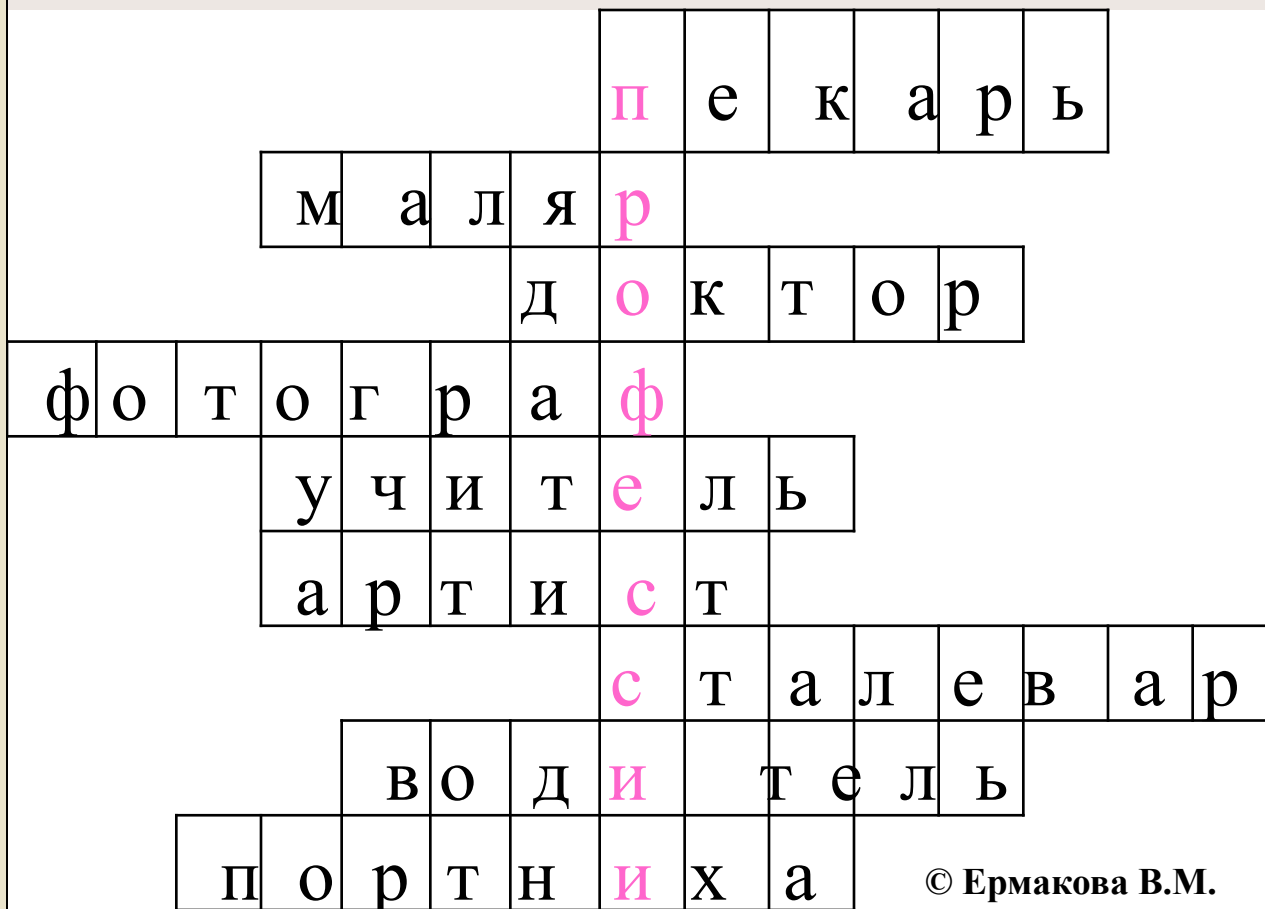 пекарь
маляр
доктор
фотограф
учитель
артист
сталевар
водитель
портниха
© Ермакова В.М.